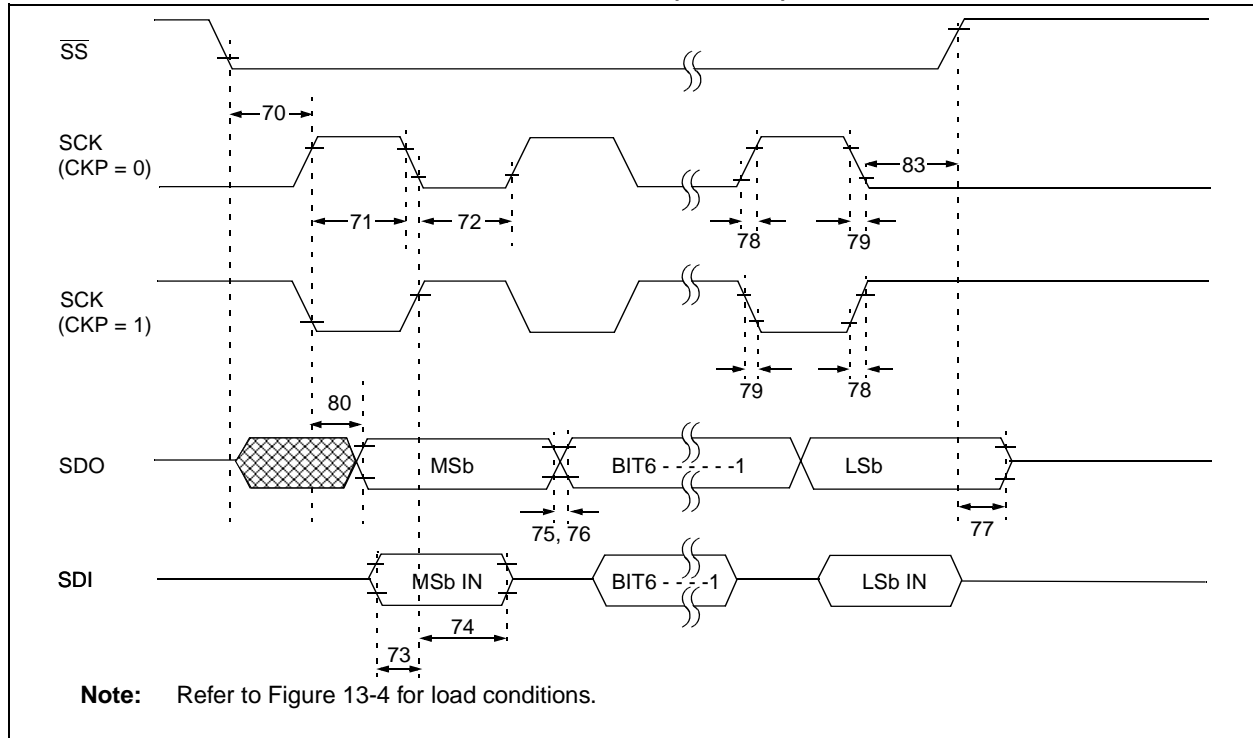 SS
70
SCK
(CKP = 0)
83
71
72
78
79
SCK
(CKP = 1)
79
78
80
SDO
MSb
BIT6 - - - - - -1
LSb
75, 76
77
SDI
MSb IN
BIT6 - - - -1
LSb IN
74
73
Note: Refer to Figure 13-4 for load conditions.